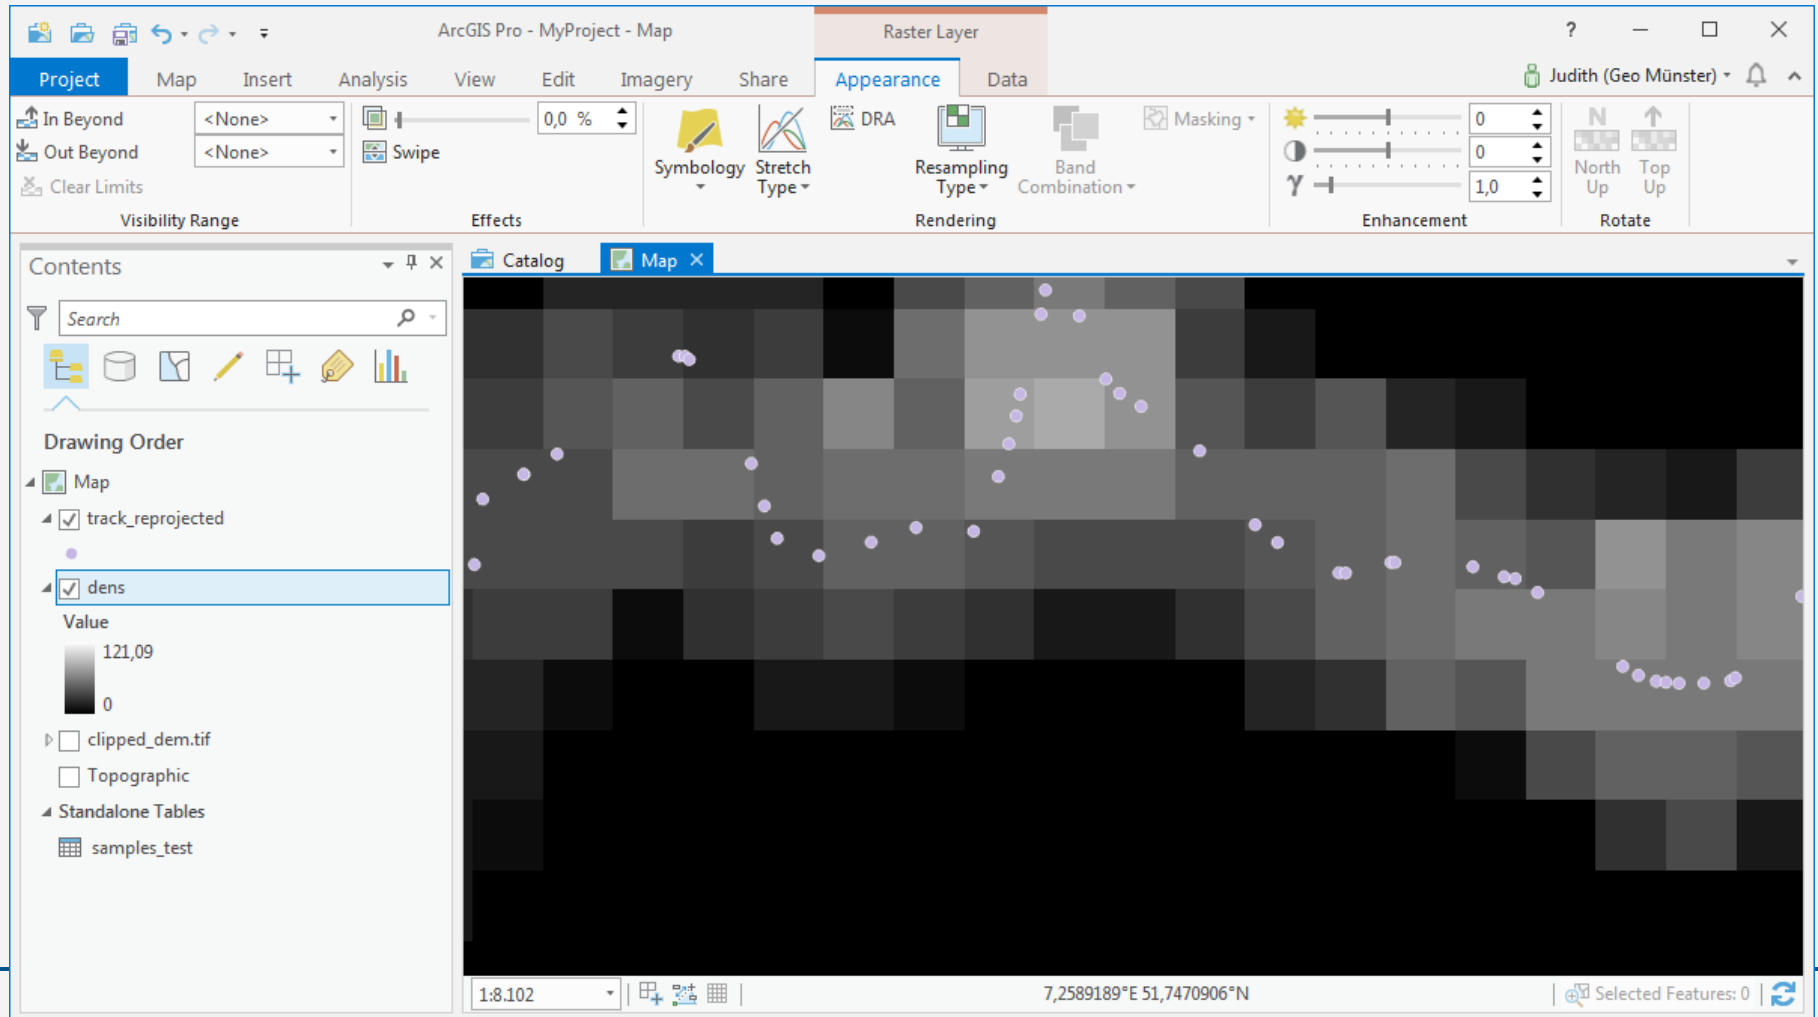 ArcGIS Pro - MyProject - Map
Raster Layer
?
Project Map Insert Analysis View Edit Imagery Share Appearance Data
Judith (Geo Münster)
In Beyond <None>
Out Beyond <None>
Clear Limits
Visibility Range
0,0 %
Swipe
Effects
Symbology
Stretch
Type
DRA
Resampling
Type
Band
Combination
Masking
Rendering
0
0
γ 1,0
Enhancement
N
North
Up
Top
Up
Rotate
Contents
Search
Drawing Order
Map
track_reprojected
dens
Value
121,09
0
clipped_dem.tif
Topographic
Standalone Tables
samples_test
Catalog Map
1:8.102
7,2589189°E 51,7470906°N
Selected Features: 0